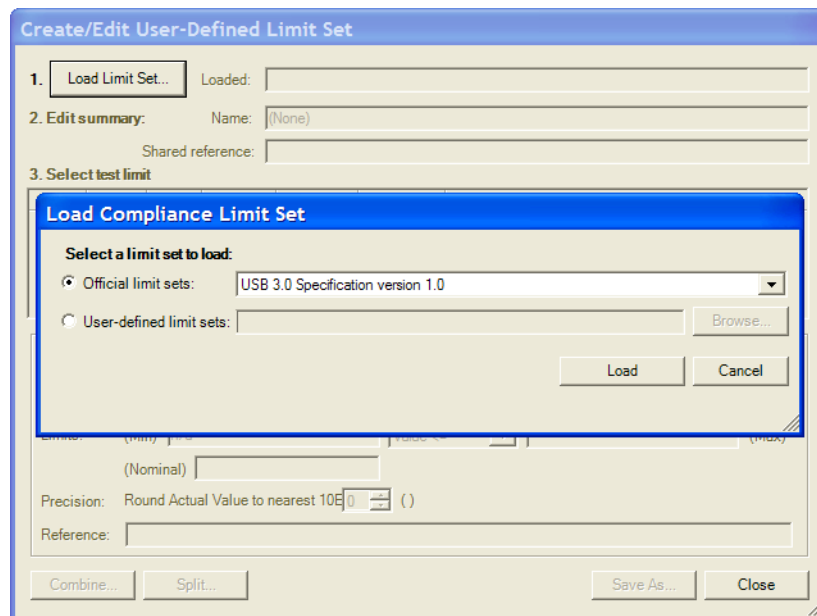 Create/Edit User-Defined Limit Set
1. Load Limit Set... Loaded:
2. Edit summary: Name: (None)
Shared reference:
3. Select test limit
Load Compliance Limit Set
Select a limit set to load:
Official limit sets: USB 3.0 Specification version 1.0
User-defined limit sets: Browse...
Load Cancel
(Nominal)
Precision: Round Actual Value to nearest 10E 0 ( )
Reference:
Combine... Split... Save As... Close